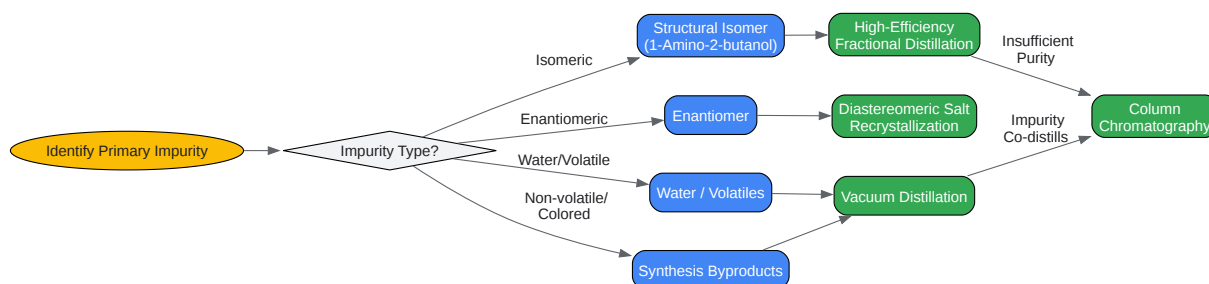 Identify Primary Impurity
Impurity Type?
Isomeric
Enantiomeric
Water/Volatile
Non-volatile/
Colored
Structural Isomer
(1-Amino-2-butanol)
Enantiomer
Water / Volatiles
Synthesis Byproducts
High-Efficiency
Fractional Distillation
Diastereomeric Salt
Recrystallization
Vacuum Distillation
Insufficient
Purity
Impurity
Co-distills
Column
Chromatography